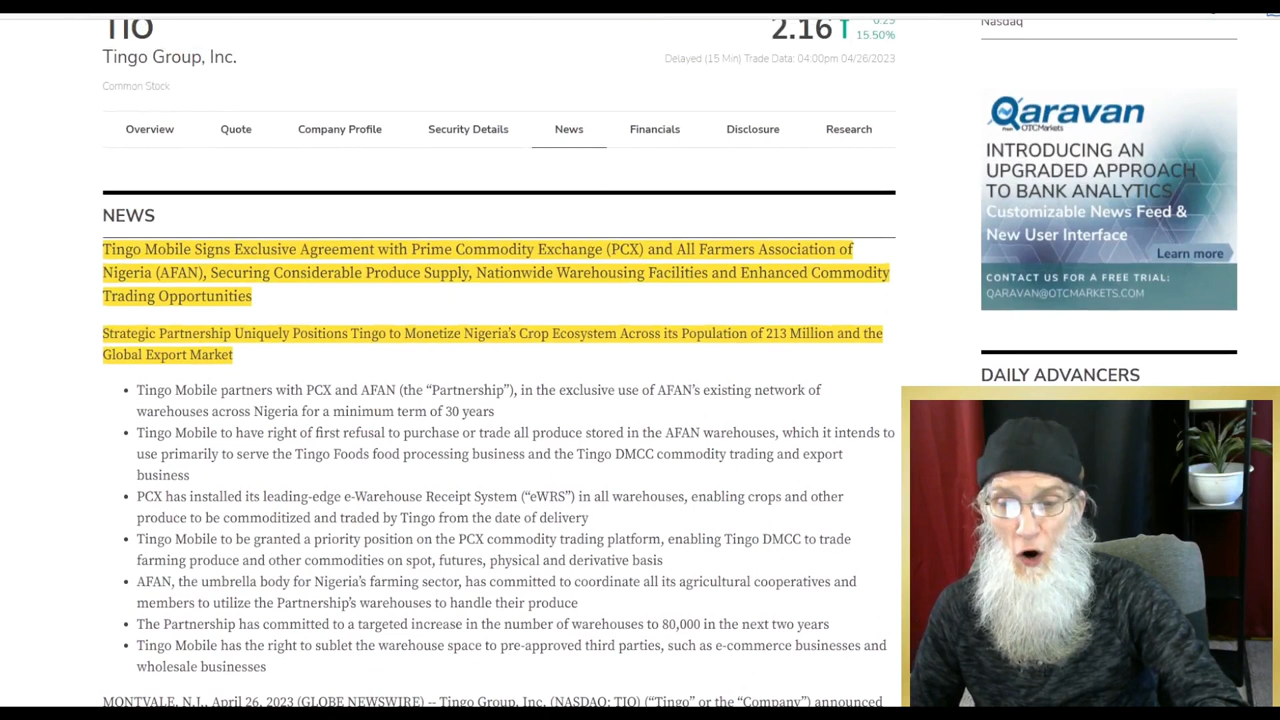 TIO
2.16
0.29
15.50%
Nasdaq
Tingo Group, Inc.
Delayed (15 Min) Trade Data: 04:00pm 04/26/2023
Common Stock
Overview
Quote
Company Profile
Security Details
News
Financials
Disclosure
Research
NEWS
Tingo Mobile Signs Exclusive Agreement with Prime Commodity Exchange (PCX) and All Farmers Association of
Nigeria (AFAN), Securing Considerable Produce Supply, Nationwide Warehousing Facilities and Enhanced Commodity
Trading Opportunities
Strategic Partnership Uniquely Positions Tingo to Monetize Nigeria's Crop Ecosystem Across its Population of 213 Million and the
Global Export Market
• Tingo Mobile partners with PCX and AFAN (the “Partnership”), in the exclusive use of AFAN's existing network of
warehouses across Nigeria for a minimum term of 30 years
• Tingo Mobile to have right of first refusal to purchase or trade all produce stored in the AFAN warehouses, which it intends to
use primarily to serve the Tingo Foods food processing business and the Tingo DMCC commodity trading and export
business
• PCX has installed its leading-edge e-Warehouse Receipt System (“eWRS”) in all warehouses, enabling crops and other
produce to be commoditized and traded by Tingo from the date of delivery
• Tingo Mobile to be granted a priority position on the PCX commodity trading platform, enabling Tingo DMCC to trade
farming produce and other commodities on spot, futures, physical and derivative basis
• AFAN, the umbrella body for Nigeria's farming sector, has committed to coordinate all its agricultural cooperatives and
members to utilize the Partnership's warehouses to handle their produce
• The Partnership has committed to a targeted increase in the number of warehouses to 80,000 in the next two years
• Tingo Mobile has the right to sublet the warehouse space to pre-approved third parties, such as e-commerce businesses and
wholesale businesses
MONTVALE, N.J., April 26, 2023 (GLOBE NEWSWIRE) -- Tingo Group, Inc. (NASDAQ: TIO) (“Tingo” or the “Company”) announced
Qaravan
From OTCMarkets
INTRODUCING AN
UPGRADED APPROACH
TO BANK ANALYTICS
Customizable News Feed &
New User Interface
Learn more
CONTACT US FOR A FREE TRIAL:
QARAVAN@OTCMARKETS.COM
DAILY ADVANCERS